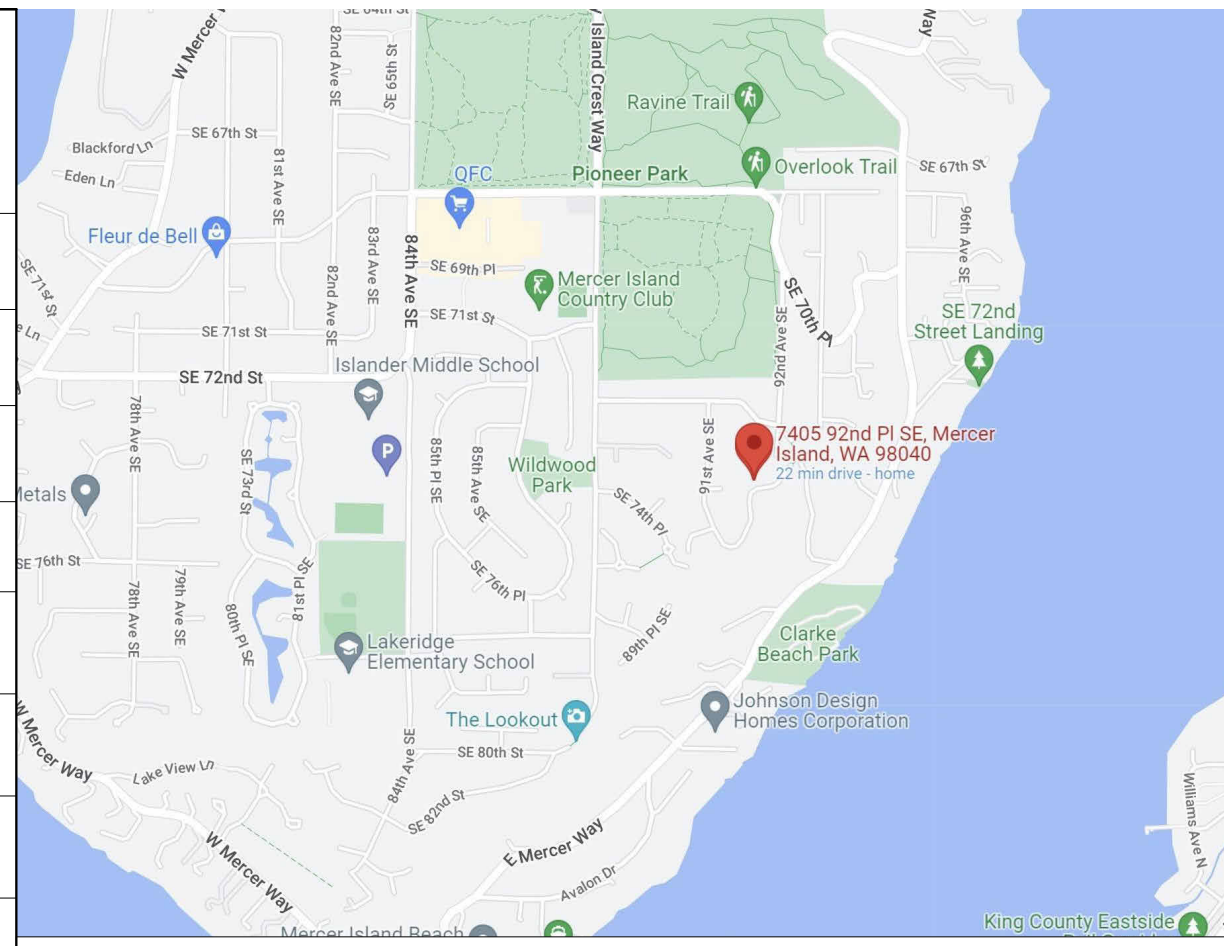 SE 64th St
W Mercer
82nd Ave SE
SE 65th St
Island Crest Way
Way
Ravine Trail
SE 67th St
Blackford Ln
Eden Ln
81st Ave SE
QFC
Pioneer Park
Overlook Trail
SE 67th St
Fleur de Bell
83rd Ave SE
84th Ave SE
96th Ave SE
SE 71st St
82nd Ave SE
SE 69th Pl
Mercer Island
Country Club
SE 70th Pl
e Ln
SE 71st St
SE 71st St
92nd Ave SE
SE 72nd
Street Landing
Islander Middle School
SE 72nd St
78th Ave SE
P
SE 73rd St
85th Pl SE
85th Ave SE
Wildwood
Park
91st Ave SE
7405 92nd Pl SE, Mercer
Island, WA 98040
22 min drive - home
Metals
SE 74th Pl
SE 76th St
78th Ave SE
79th Ave SE
80th Pl SE
81st Pl SE
SE 76th Pl
89th Pl SE
Clarke
Beach Park
Lakeridge
Elementary School
The Lookout
Johnson Design
Homes Corporation
W Mercer Way
Lake View Ln
84th Ave SE
SE 80th St
SE 82nd St
W Mercer Way
E Mercer Way
Avalon Dr
Williams Ave N
Mercer Island Beach
King County Eastside